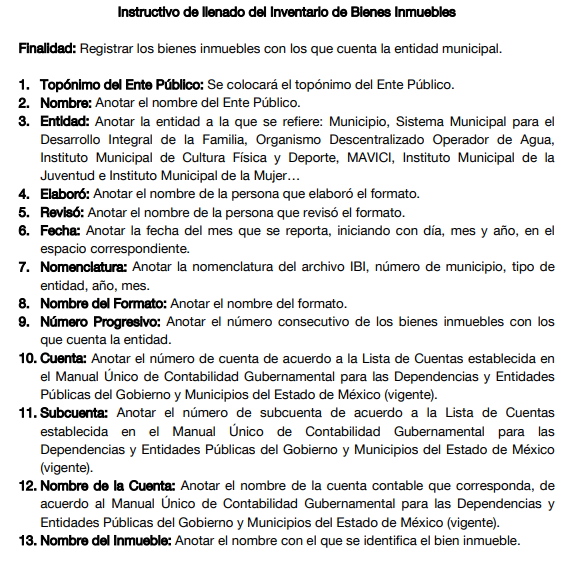 Instructivo de llenado del Inventario de Bienes Inmuebles
Finalidad: Registrar los bienes inmuebles con los que cuenta la entidad municipal.
1. Topónimo del Ente Público: Se colocará el topónimo del Ente Público.
2. Nombre: Anotar el nombre del Ente Público.
3. Entidad: Anotar la entidad a la que se refiere: Municipio, Sistema Municipal para el
Desarrollo Integral de la Familia, Organismo Descentralizado Operador de Agua,
Instituto Municipal de Cultura Física y Deporte, MAVICI, Instituto Municipal de la
Juventud e Instituto Municipal de la Mujer…
4. Elaboró: Anotar el nombre de la persona que elaboró el formato.
5. Revisó: Anotar el nombre de la persona que revisó el formato.
6. Fecha: Anotar la fecha del mes que se reporta, iniciando con día, mes y año, en el
espacio correspondiente.
7. Nomenclatura: Anotar la nomenclatura del archivo IBI, número de municipio, tipo de
entidad, año, mes.
8. Nombre del Formato: Anotar el nombre del formato.
9. Número Progresivo: Anotar el número consecutivo de los bienes inmuebles con los
que cuenta la entidad.
10. Cuenta: Anotar el número de cuenta de acuerdo a la Lista de Cuentas establecida en
el Manual Único de Contabilidad Gubernamental para las Dependencias y Entidades
Públicas del Gobierno y Municipios del Estado de México (vigente).
11. Subcuenta: Anotar el número de subcuenta de acuerdo a la Lista de Cuentas
establecida en el Manual Único de Contabilidad Gubernamental para las
Dependencias y Entidades Públicas del Gobierno y Municipios del Estado de México
(vigente).
12. Nombre de la Cuenta: Anotar el nombre de la cuenta contable que corresponda, de
acuerdo al Manual Único de Contabilidad Gubernamental para las Dependencias y
Entidades Públicas del Gobierno y Municipios del Estado de México (vigente).
13. Nombre del Inmueble: Anotar el nombre con el que se identifica el bien inmueble.